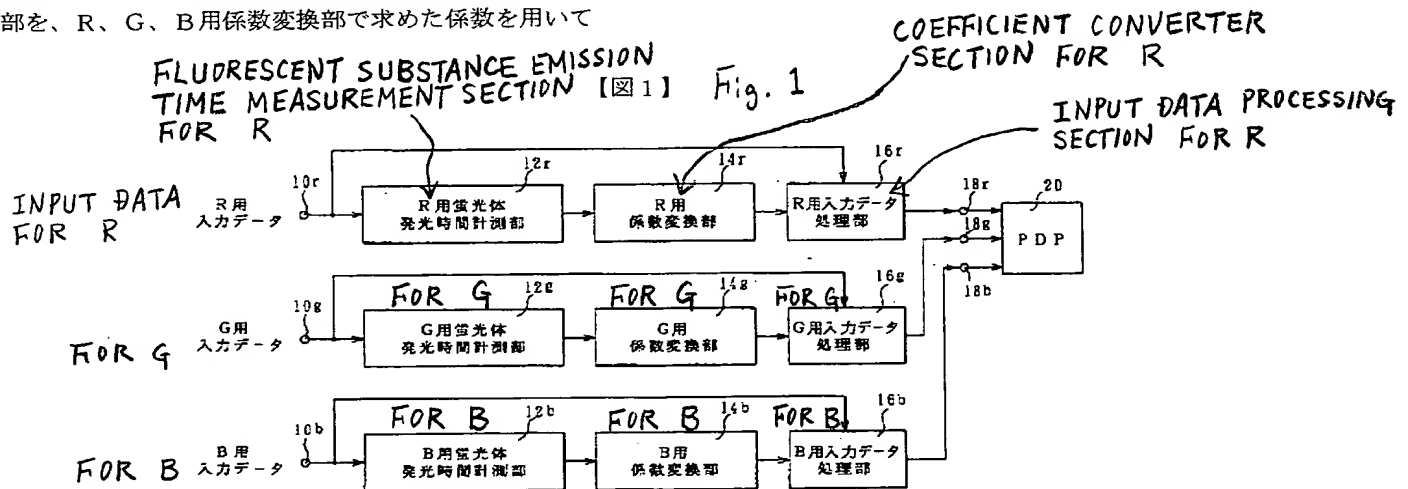 部を、R、G、B用係数変換部で求めた係数を用いて
COEFFICIENT CONVERTER
SECTION FOR R
FLUORESCENT SUBSTANCE EMISSION
TIME MEASUREMENT SECTION 【図1】 Fig. 1
FOR R
INPUT DATA PROCESSING
SECTION FOR R
INPUT DATA
FOR R
R用
入力データ
10r
12r
R用蛍光体
発光時間計測部
14r
R用
係数変換部
16r
R用入力データ
処理部
18r
18g
18b
20
PDP
FOR G
G用
入力データ
10g
FOR G
12g
G用蛍光体
発光時間計測部
FOR G
14g
G用
係数変換部
FOR G
16g
G用入力データ
処理部
FOR B
B用
入力データ
10b
FOR B
12b
B用蛍光体
発光時間計測部
FOR B
14b
B用
係数変換部
FOR B
16b
B用入力データ
処理部